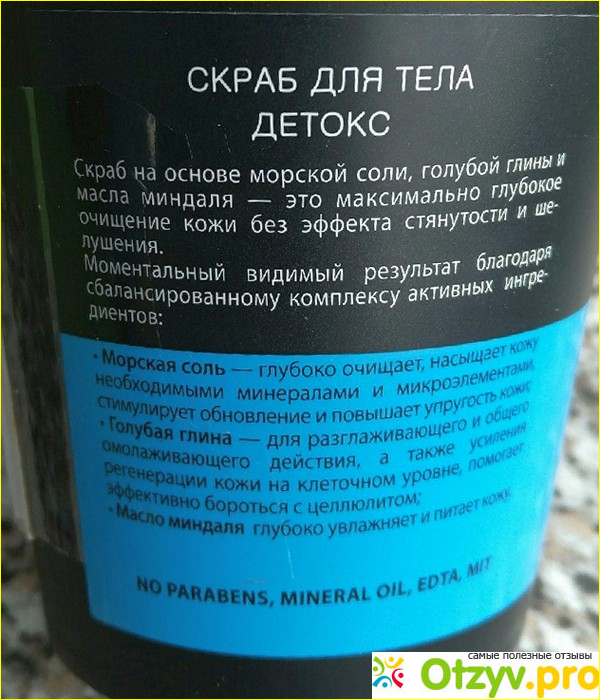 СКРАБ ДЛЯ ТЕЛА
ДЕТОКС
Скраб на основе морской соли, голубой глины и
масла миндаля — это максимально глубокое
очищение кожи без эффекта стянутости и ше-
лушения.
Моментальный видимый результат благодаря
сбалансированному комплексу активных ингре-
диентов:
• Морская соль — глубоко очищает, насыщает кожу
необходимыми минералами и микроэлементами,
стимулирует обновление и повышает упругость кожи;
• Голубая глина — для разглаживающего и общего
омолаживающего действия, а также усиления
регенерации кожи на клеточном уровне, помогает
эффективно бороться с целлюлитом;
• Масло миндаля глубоко увлажняет и питает кожу.
NO PARABENS, MINERAL OIL, EDTA, MIT
самые полезные отзывы
Otzyv.pro